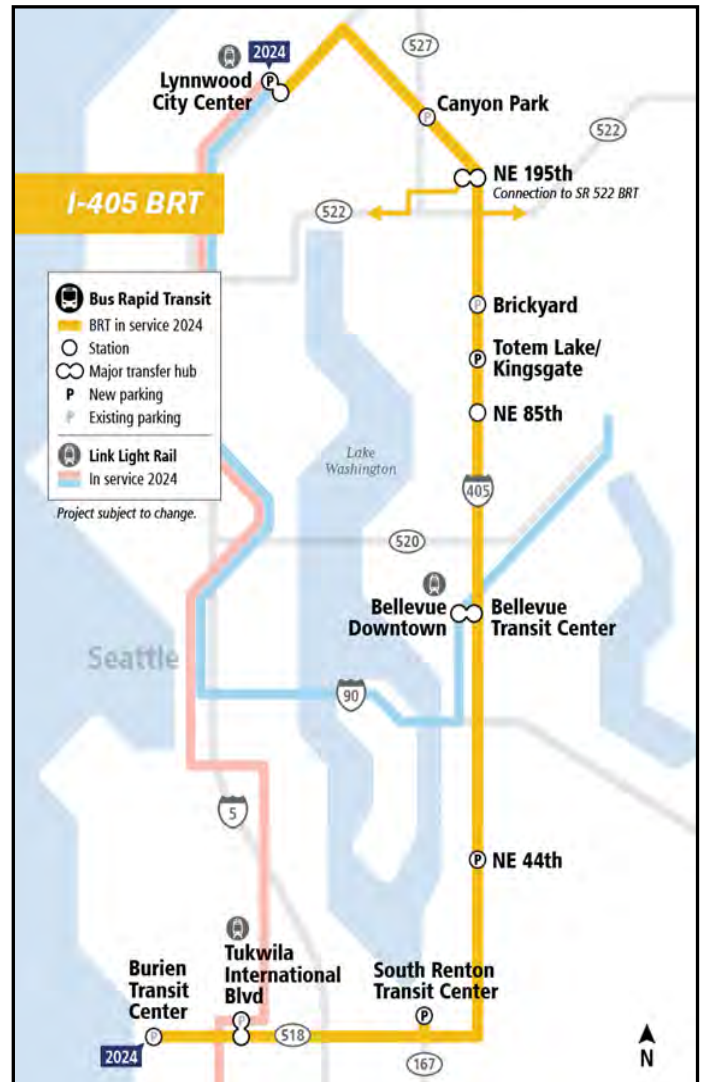 2024
Lynnwood
City Center
527
Canyon Park
522
NE 195th
Connection to SR 522 BRT
I-405 BRT
522
Bus Rapid Transit
BRT in service 2024
Station
Major transfer hub
P New parking
P Existing parking
Link Light Rail
In service 2024
Project subject to change.
P
P
Brickyard
P
Totem Lake/
Kingsgate
P
NE 85th
Lake
Washington
405
520
Bellevue
Downtown
Bellevue
Transit Center
Seattle
90
5
P
NE 44th
Tukwila
International
Blvd
P
South Renton
Transit Center
P
Burien
Transit
Center
P
518
2024
167
N